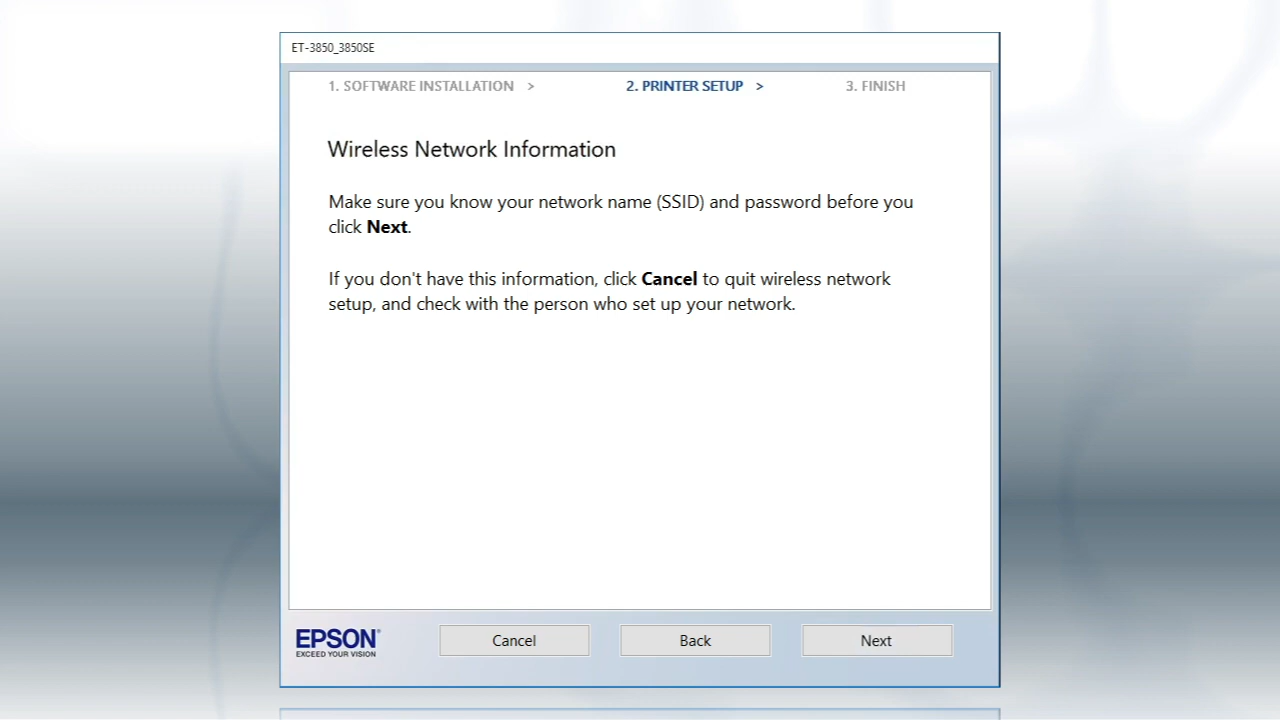 ET-3850_3850SE
1. SOFTWARE INSTALLATION > 2. PRINTER SETUP > 3. FINISH
Wireless Network Information
Make sure you know your network name (SSID) and password before you
click Next.
If you don't have this information, click Cancel to quit wireless network
setup, and check with the person who set up your network.
EPSON®
EXCEED YOUR VISION
Cancel Back Next